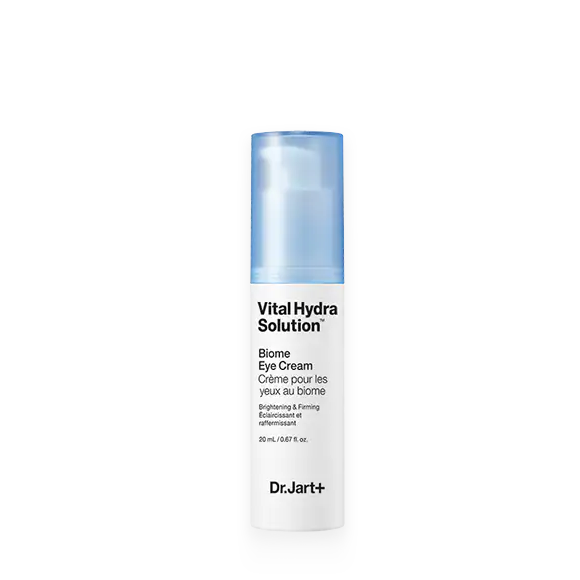 Vital Hydra
Solution™
Biome
Eye Cream
Crème pour les
yeux au biome
Brightening & Firming
Éclaircissant et
raffermissant
20 mL / 0.67 fl. oz.
Dr.Jart+